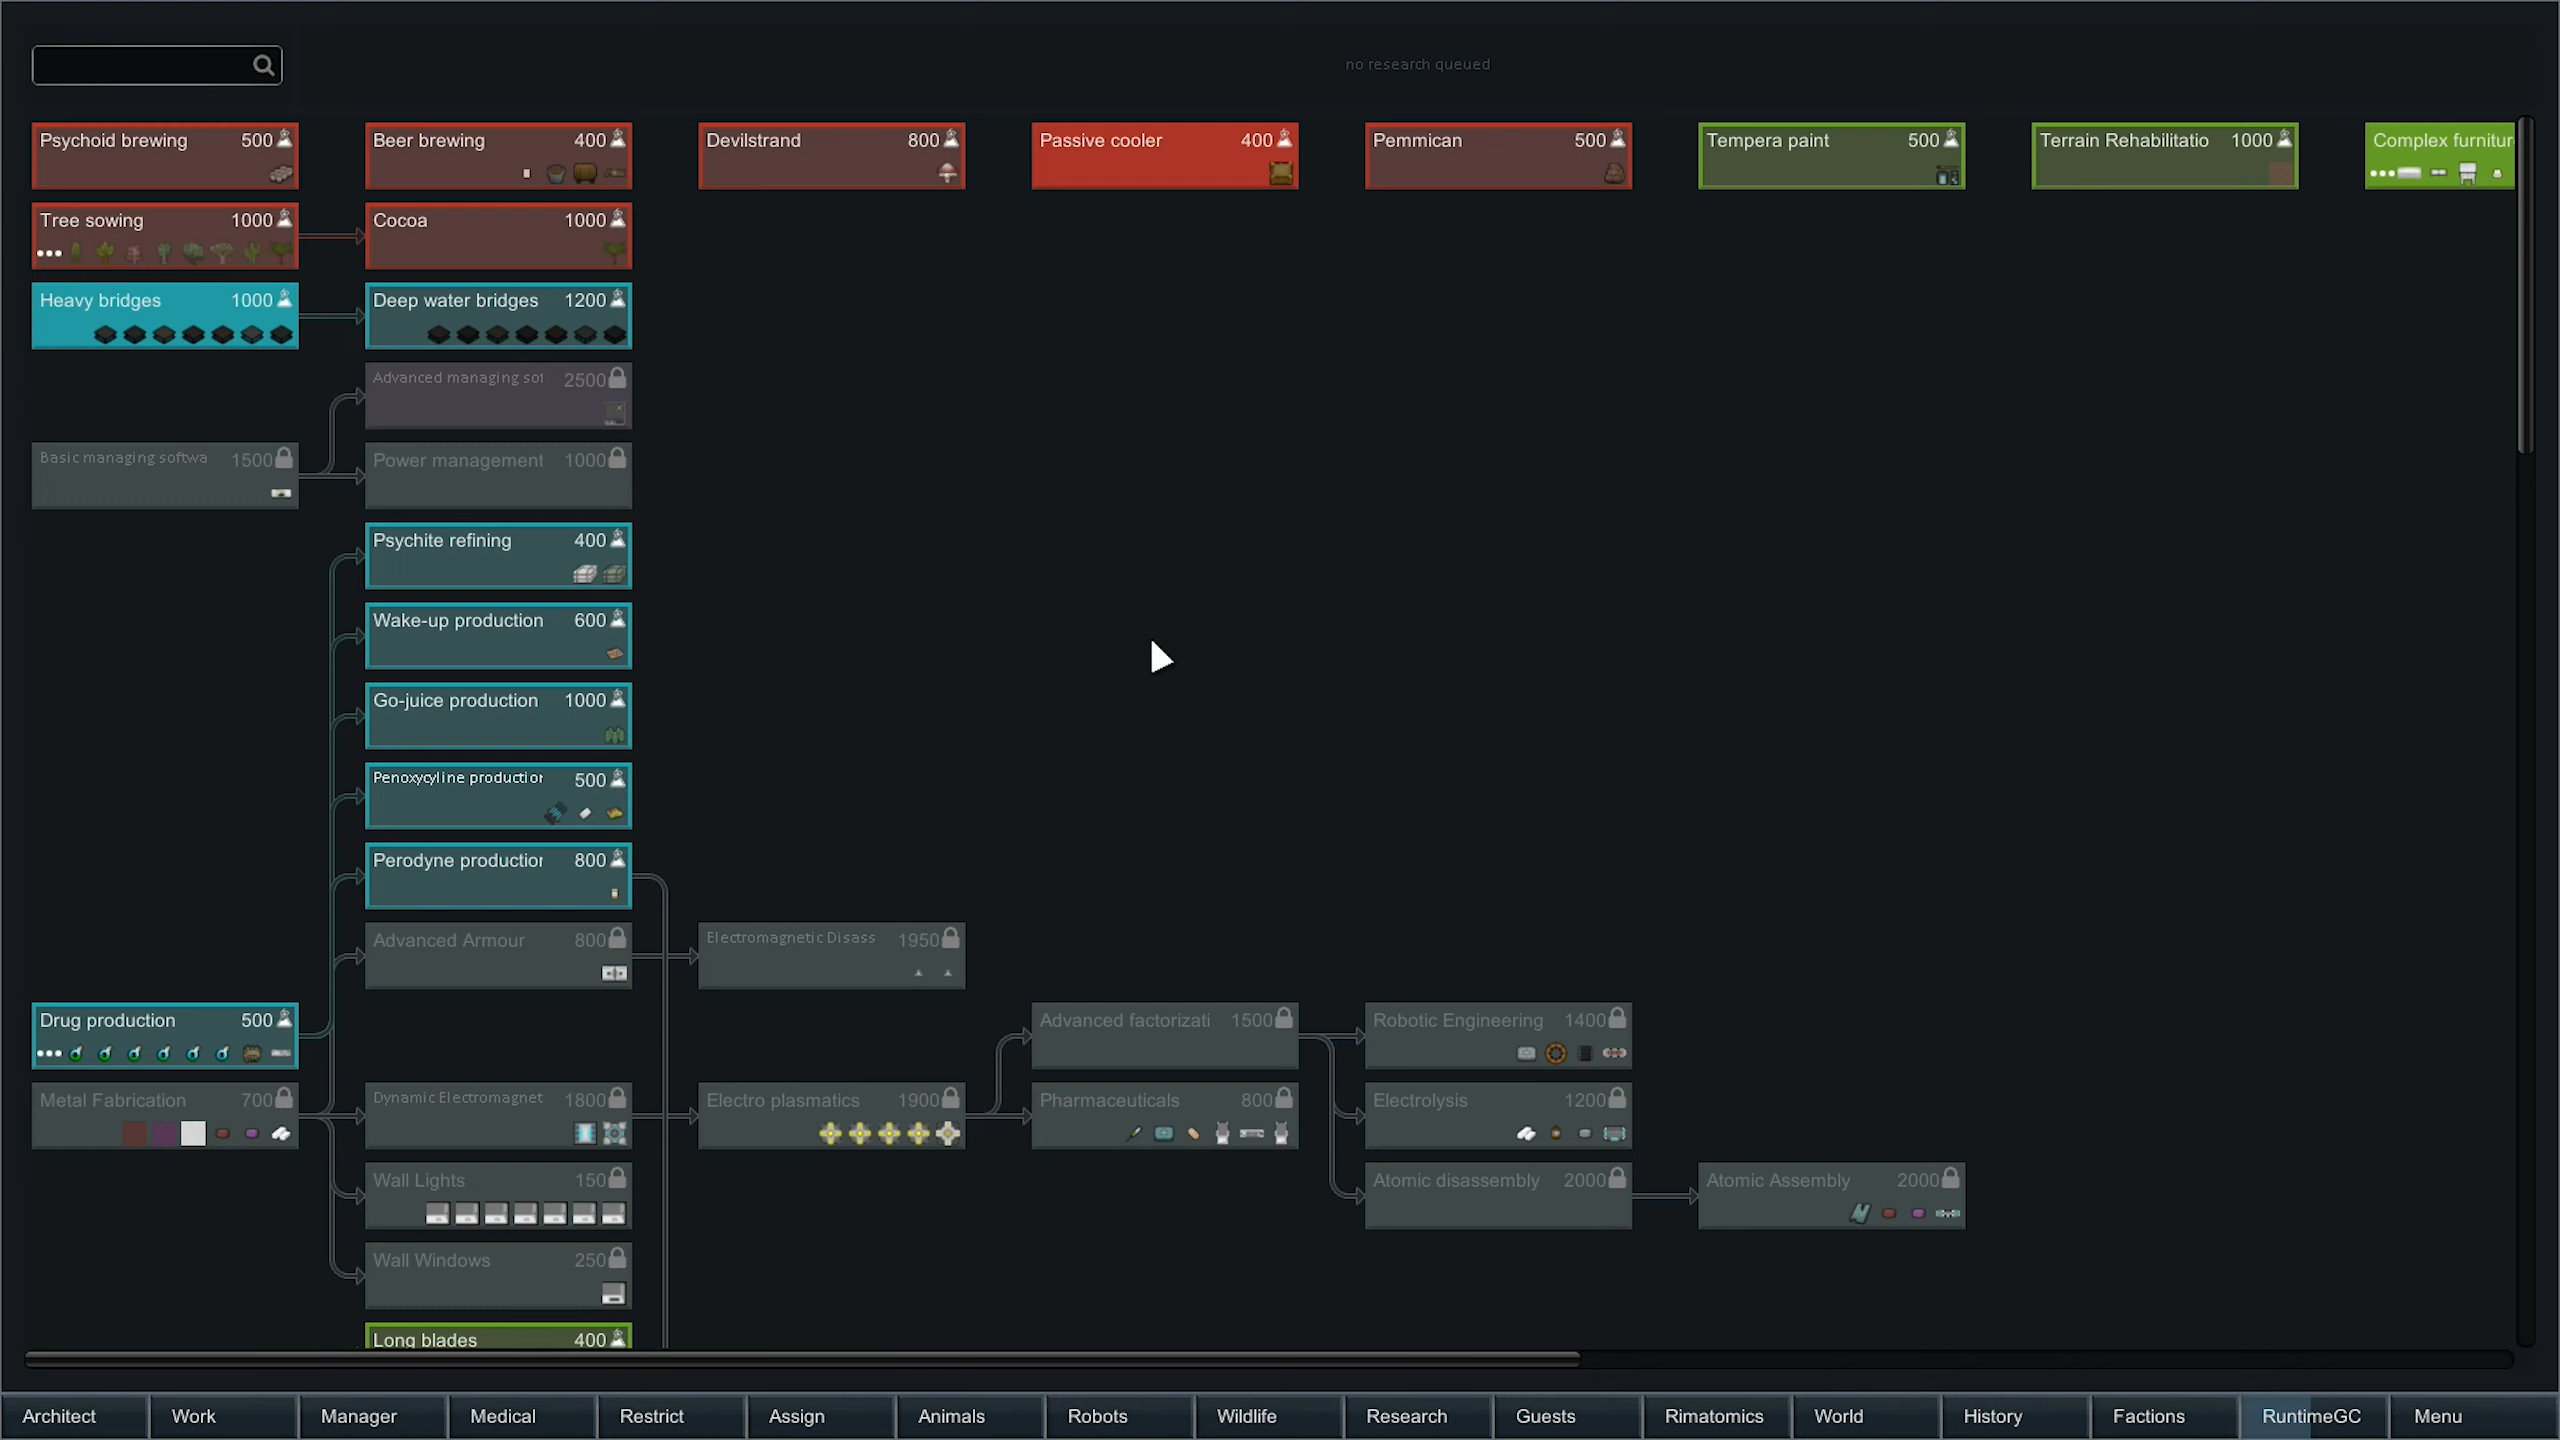 no research queued
Psychoid brewing 500
Beer brewing 400
Devilstrand 800
Passive cooler 400
Pemmican 500
Tempera paint 500
Terrain Rehabilitatio 1000
Complex furnitur
Tree sowing 1000
Cocoa 1000
Heavy bridges 1000
Deep water bridges 1200
Advanced managing sof 2500
Basic managing softwa 1500
Power management 1000
Psychite refining 400
Wake-up production 600
Go-juice production 1000
Penoxycyline production 500
Perodyne production 800
Advanced Armour 800
Electromagnetic Disass 1950
Drug production 500
Advanced factorizati 1500
Robotic Engineering 1400
Metal Fabrication 700
Dynamic Electromagnet 1800
Electro plasmatics 1900
Pharmaceuticals 800
Electrolysis 1200
Wall Lights 150
Atomic disassembly 2000
Atomic Assembly 2000
Wall Windows 250
Long blades 400
Architect Work Manager Medical Restrict Assign Animals Robots Wildlife Research Guests Rimatomics World History Factions RuntimeGC Menu